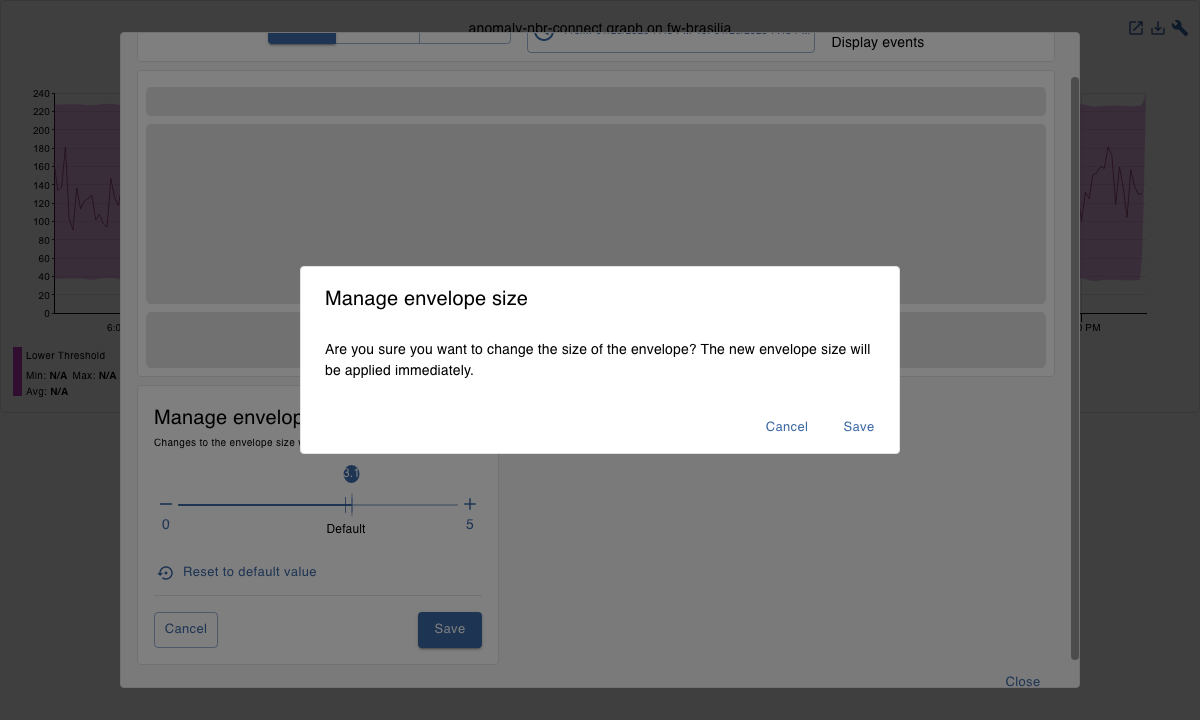 anomaly-nbr-connect graph on fw-brasilia
Display events
240
220
200
180
160
140
120
100
80
60
40
20
0
6:0
PM
Lower Threshold
Min: N/A Max: N/A
Avg: N/A
Manage envelope size
Are you sure you want to change the size of the envelope? The new envelope size will
be applied immediately.
Cancel Save
Manage envelop
Changes to the envelope size
3.1
0 5
Default
Reset to default value
Cancel Save
Close